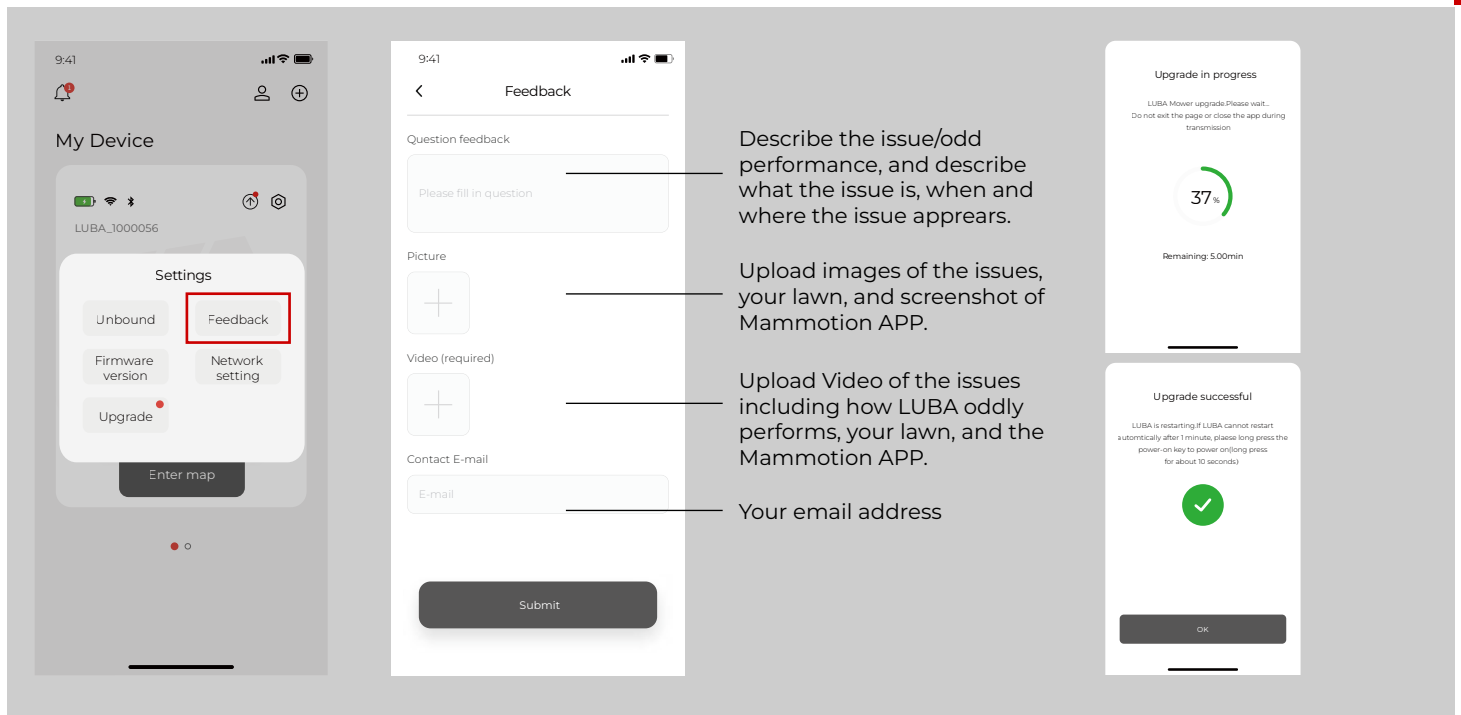 9:41
1
My Device
LUBA_1000056
Settings
Unbound
Feedback
Firmware
version
Network
setting
Upgrade
Enter map
9:41
Feedback
Question feedback
Please fill in question
Picture
Video (required)
Contact E-mail
E-mail
Submit
Describe the issue/odd
performance, and describe
what the issue is, when and
where the issue apprears.
Upload images of the issues,
your lawn, and screenshot of
Mammotion APP.
Upload Video of the issues
including how LUBA oddly
performs, your lawn, and the
Mammotion APP.
Your email address
Upgrade in progress
LUBA Mower upgrade.Please wait...
Do not exit the page or close the app during
transmission
37%
Remaining: 5.00min
Upgrade successful
LUBA is restarting.If LUBA cannot restart
automtically after 1 minute, plaese long press the
power-on key to power on(long press
for about 10 seconds)
OK